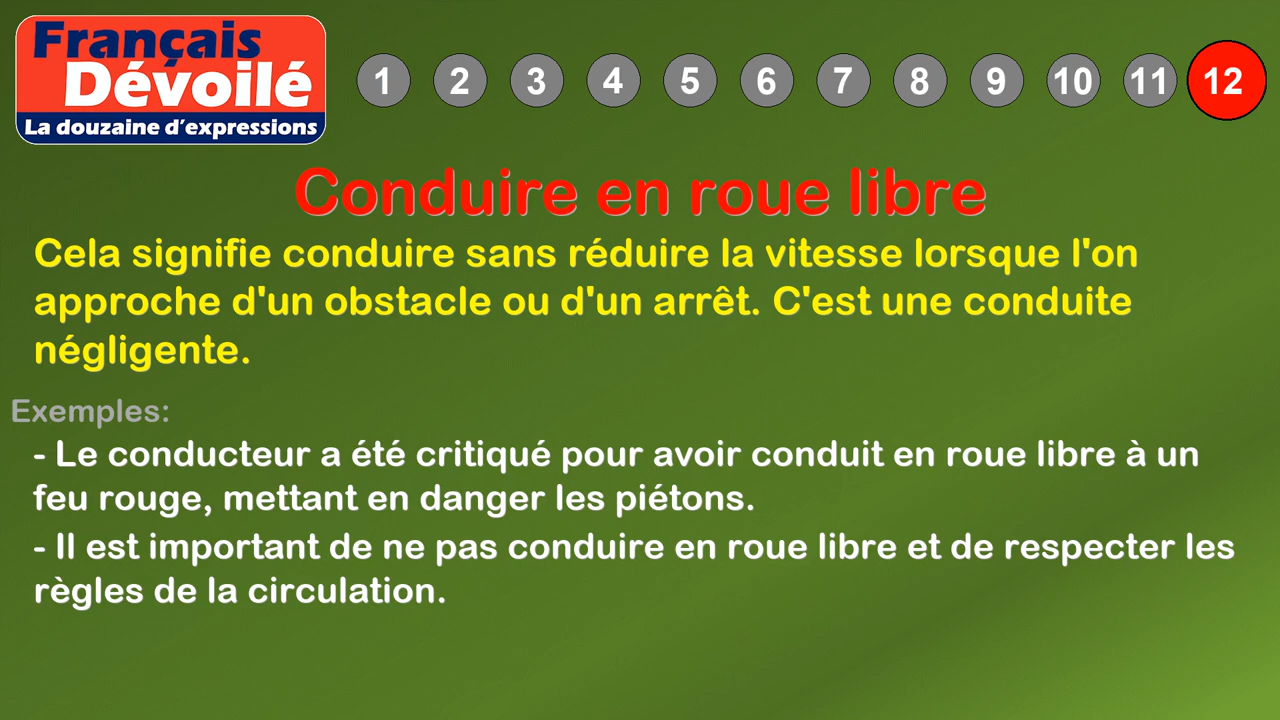 Français
Dévoilé
La douzaine d'expressions
1 2 3 4 5 6 7 8 9 10 11 12
Conduire en roue libre
Cela signifie conduire sans réduire la vitesse lorsque l'on
approche d'un obstacle ou d'un arrêt. C'est une conduite
négligente.
Exemples:
- Le conducteur a été critiqué pour avoir conduit en roue libre à un
feu rouge, mettant en danger les piétons.
- Il est important de ne pas conduire en roue libre et de respecter les
règles de la circulation.